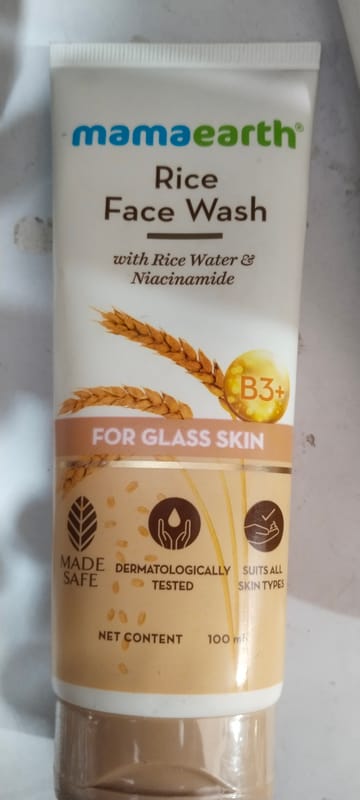 mamaearth®
Rice
Face Wash
with Rice Water &
Niacinamide
B3+
FOR GLASS SKIN
MADE
SAFE
DERMATOLOGICALLY
TESTED
SUITS ALL
SKIN TYPES
NET CONTENT 100 ml